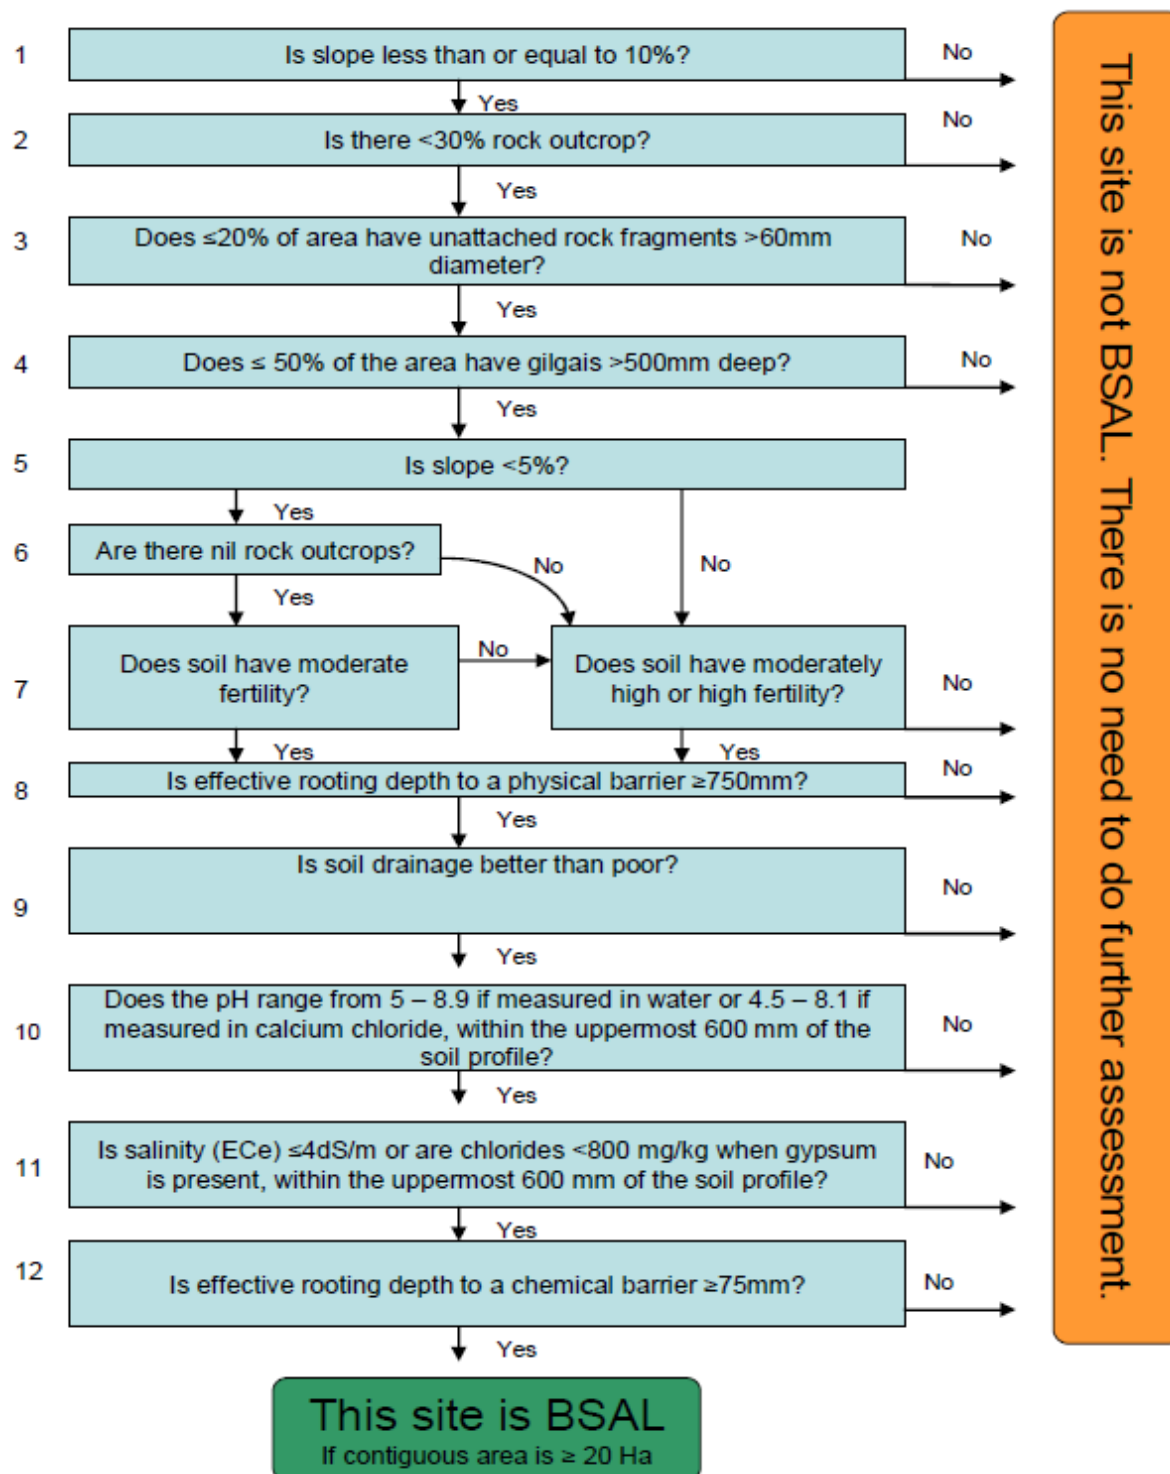 1
Is slope less than or equal to 10%?
No
Yes
2
Is there <30% rock outcrop?
No
Yes
3
Does ≤20% of area have unattached rock fragments >60mm
diameter?
No
Yes
4
Does ≤ 50% of the area have gilgais >500mm deep?
No
Yes
5
Is slope <5%?
Yes
No
6
Are there nil rock outcrops?
No
Yes
7
Does soil have moderate
fertility?
No
Does soil have moderately
high or high fertility?
No
Yes
Yes
8
Is effective rooting depth to a physical barrier ≥750mm?
No
Yes
9
Is soil drainage better than poor?
No
Yes
10
Does the pH range from 5 – 8.9 if measured in water or 4.5 – 8.1 if
measured in calcium chloride, within the uppermost 600 mm of the
soil profile?
No
Yes
11
Is salinity (ECe) ≤4dS/m or are chlorides <800 mg/kg when gypsum
is present, within the uppermost 600 mm of the soil profile?
No
Yes
12
Is effective rooting depth to a chemical barrier ≥75mm?
No
Yes
This site is BSAL
If contiguous area is ≥ 20 Ha
This site is not BSAL. There is no need to do further assessment.